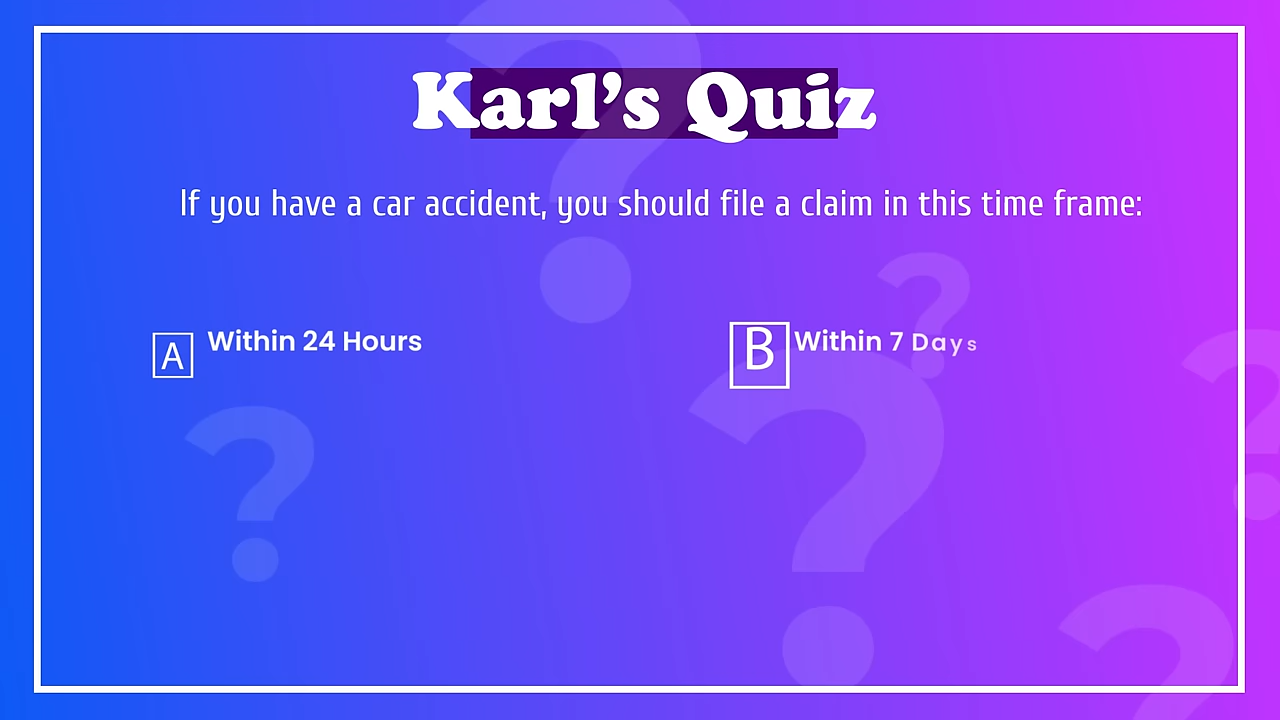 Karl's Quiz
If you have a car accident, you should file a claim in this time frame:
A Within 24 Hours
B Within 7 Days